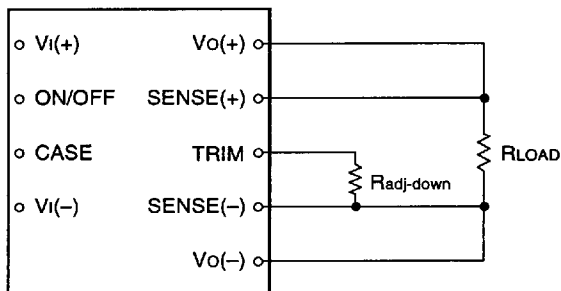 VI(+) VO(+)
ON/OFF SENSE(+)
CASE TRIM
RLOAD
Radj-down
VI(–) SENSE(–)
VO(–)